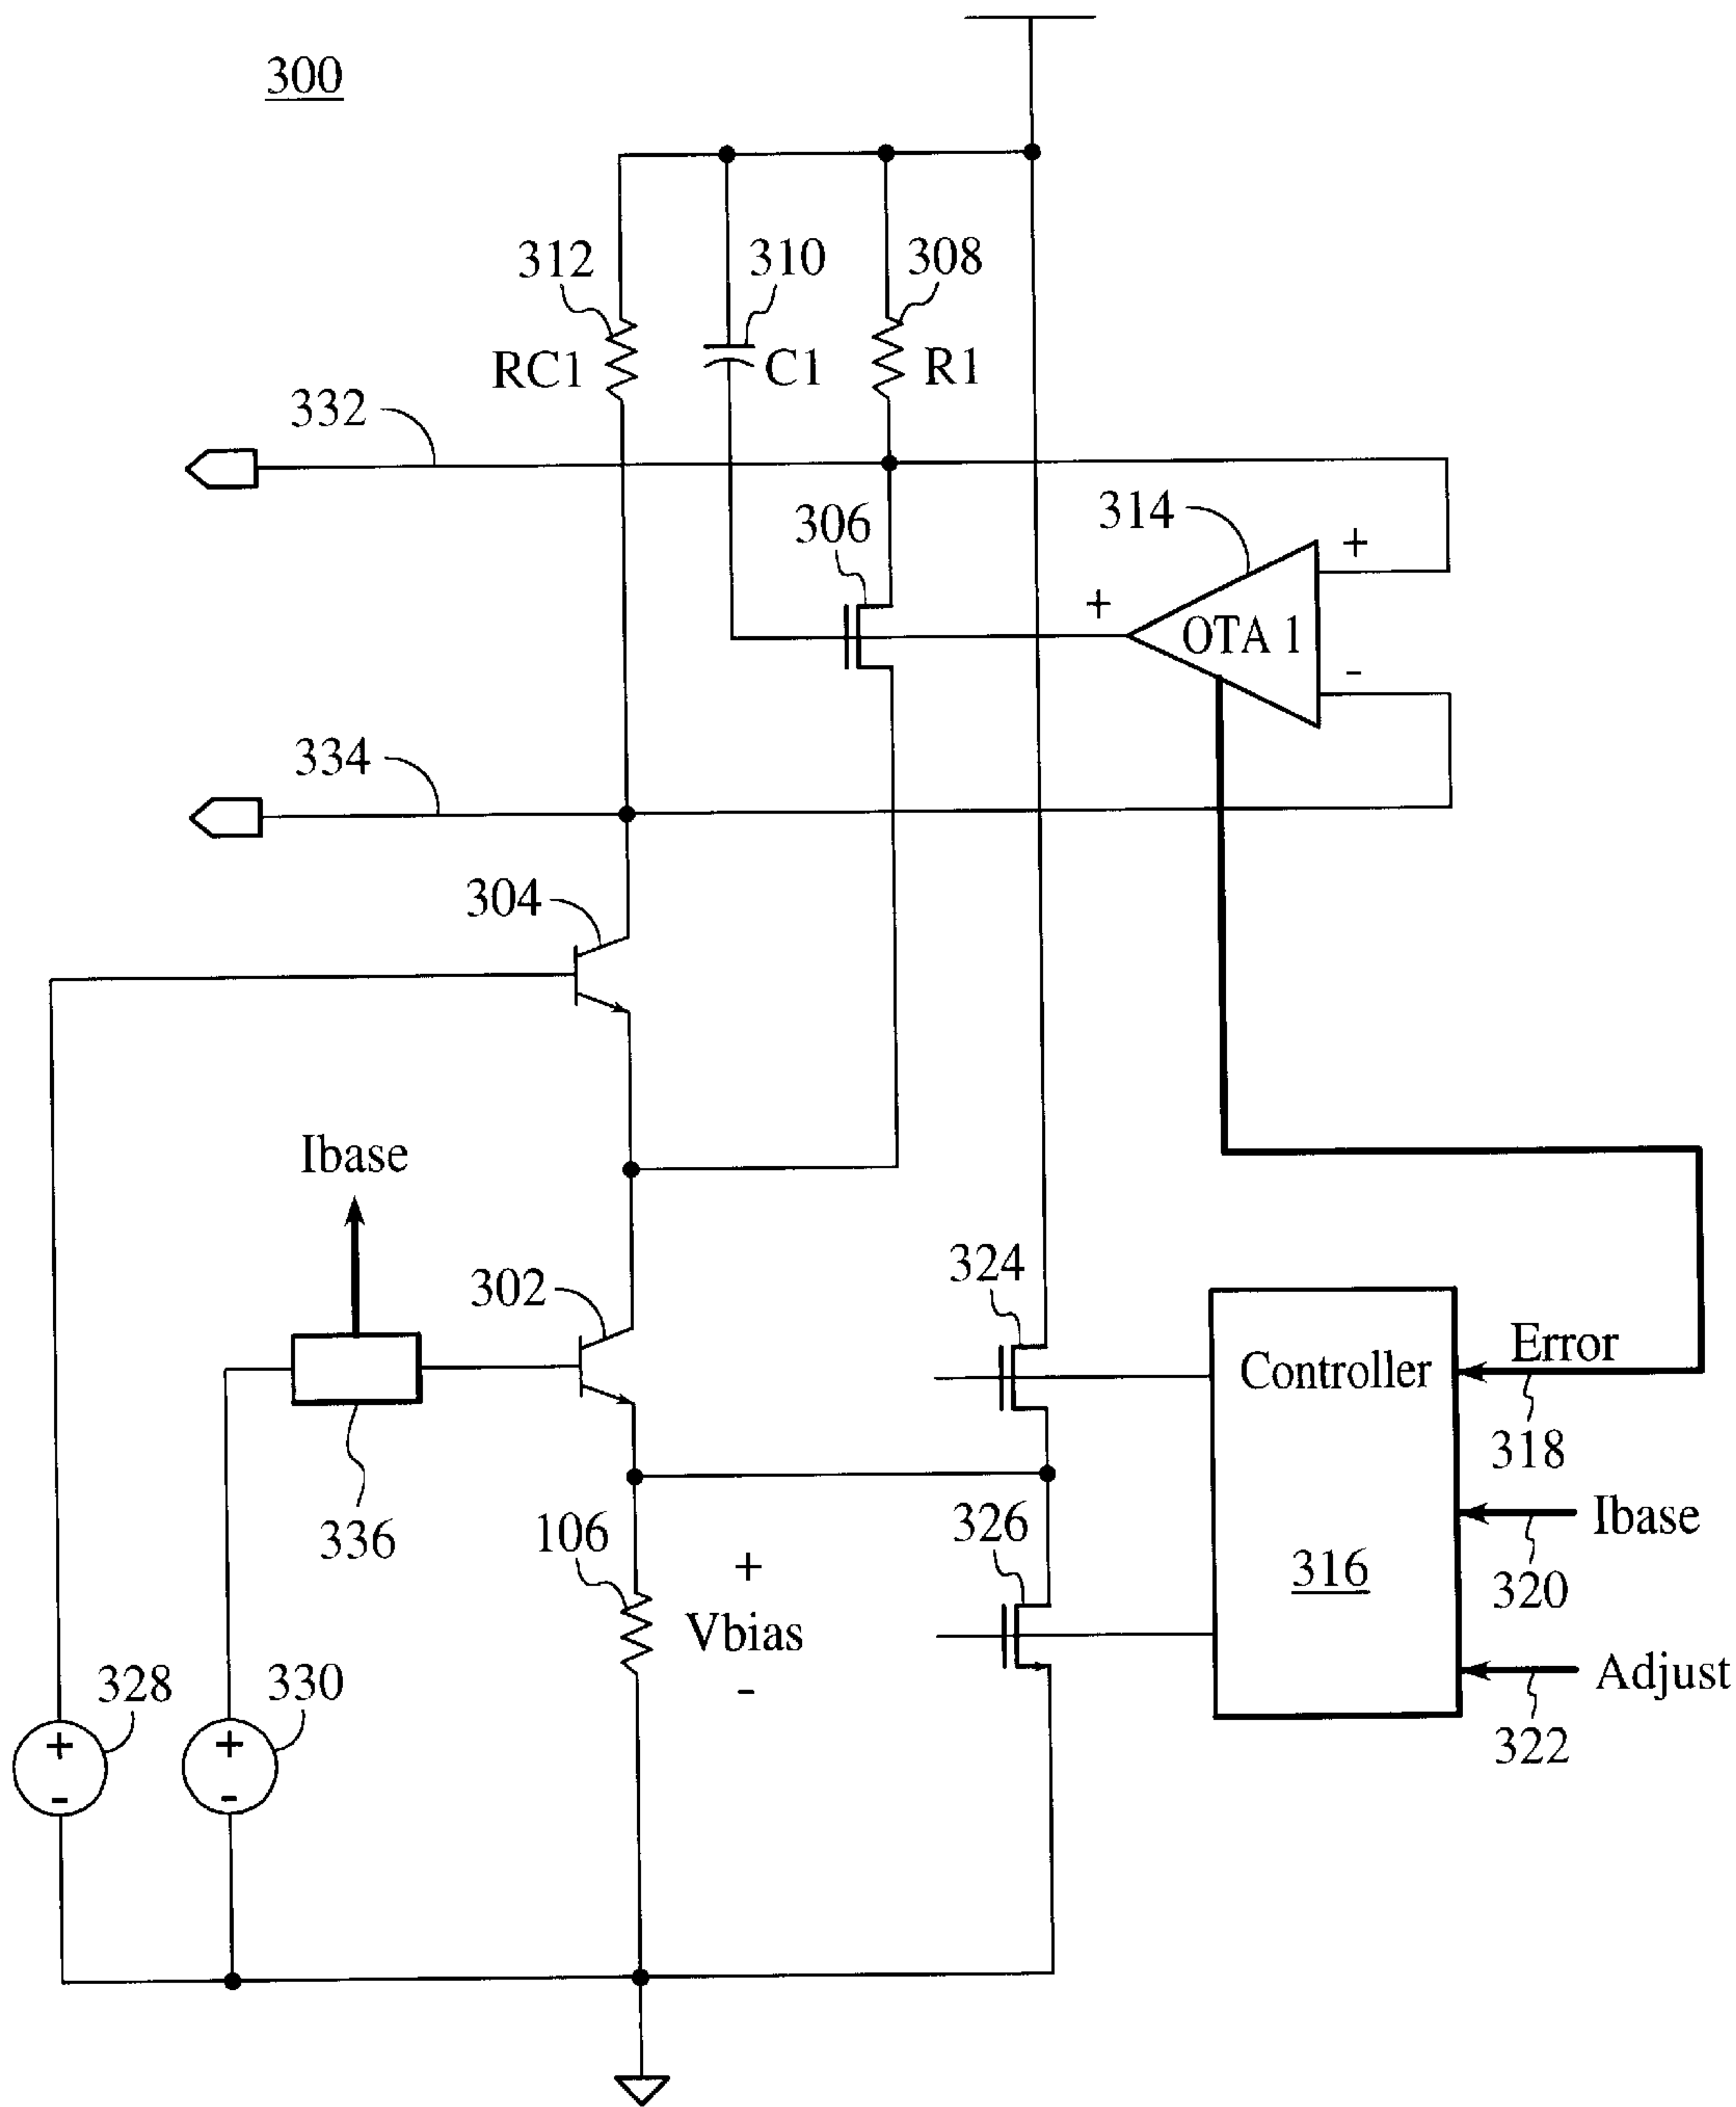 300
312
310
308
RC1
C1
R1
332
306
314
+
+
OTA 1
-
334
304
Ibase
324
302
Controller
Error
318
336
106
+
326
316
Ibase
320
Vbias
-
328
330
Adjust
322
+
+
-
-